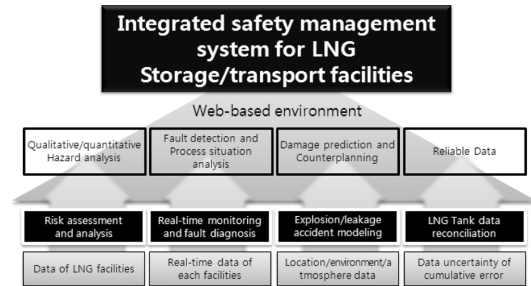 Integrated safety management
system for LNG
Storage/transport facilities
Web-based environment
Qualitative/quantitative
Hazard analysis
Fault detection and
Process situation
analysis
Damage prediction and
Counterplanning
Reliable Data
Risk assessment
and analysis
Real-time monitoring
and fault diagnosis
Explosion/leakage
accident modeling
LNG Tank data
reconciliation
Data of LNG facilities
Real-time data of
each facilities
Location/environment/a
tmosphere data
Data uncertainty of
cumulative error